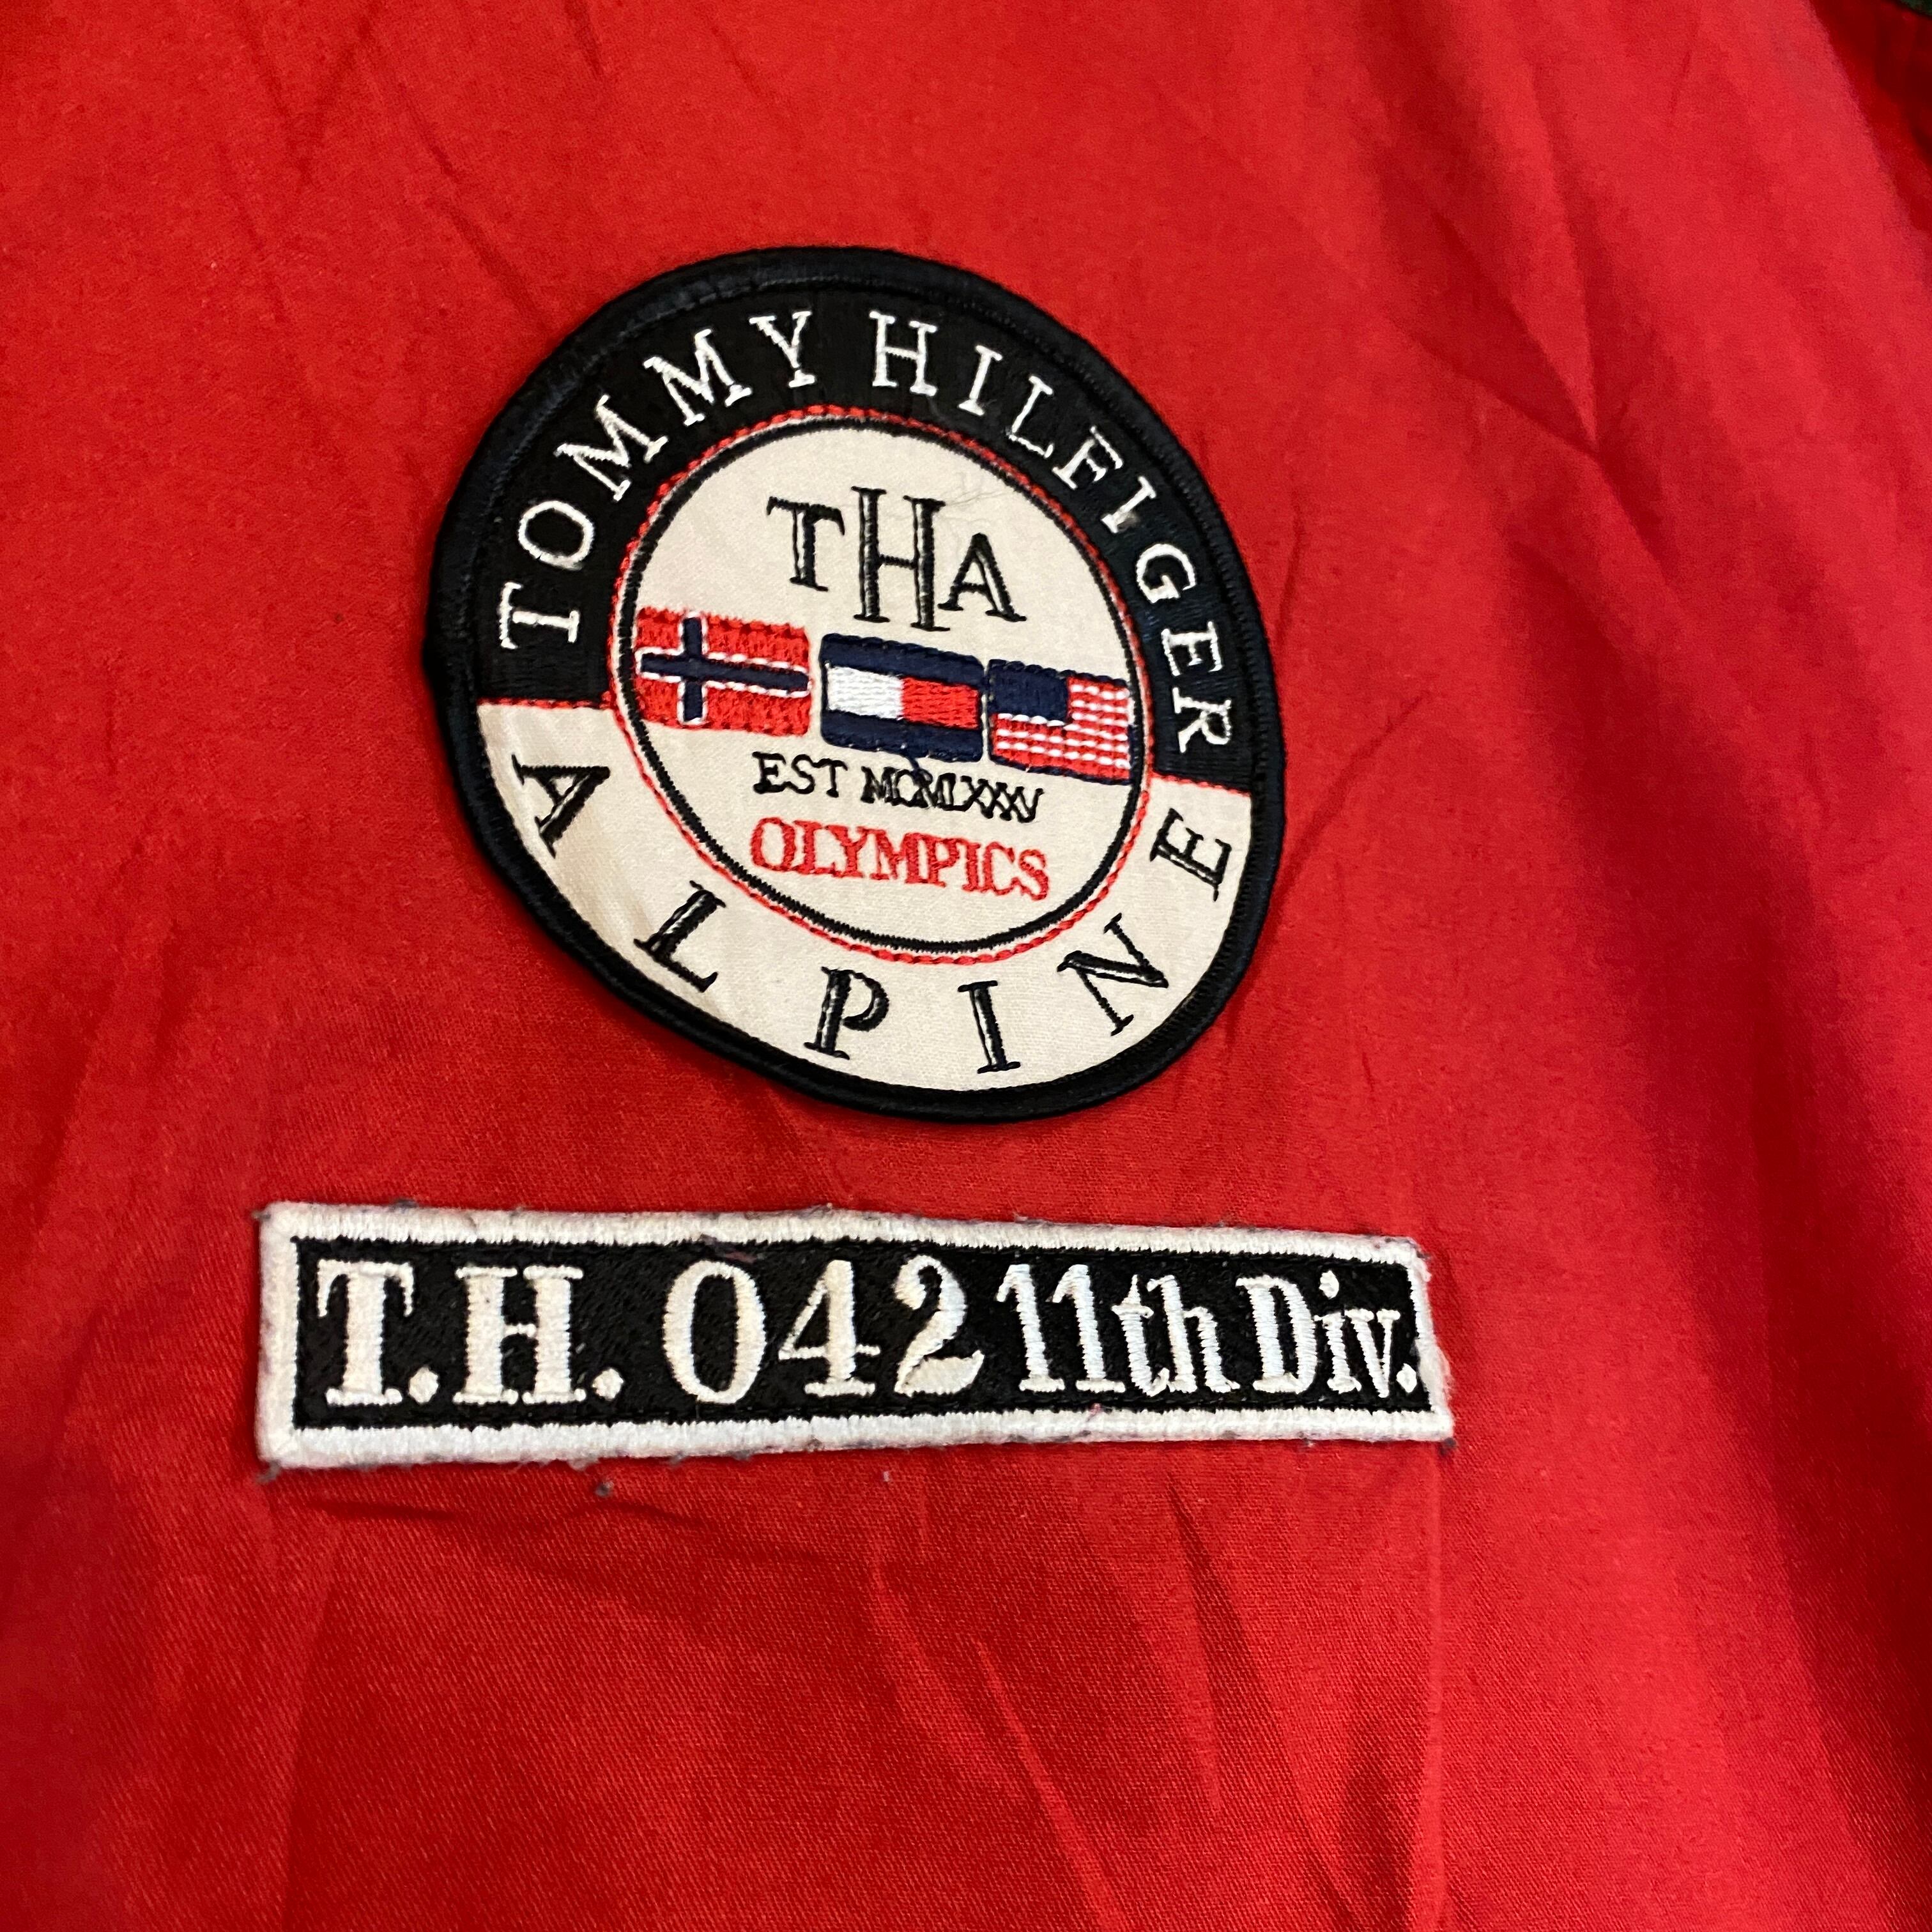 TOMMY HILFIGER
THA
EST MCMLXXXV
OLYMPICS
ALPINE
T.H. 042 11th Div.